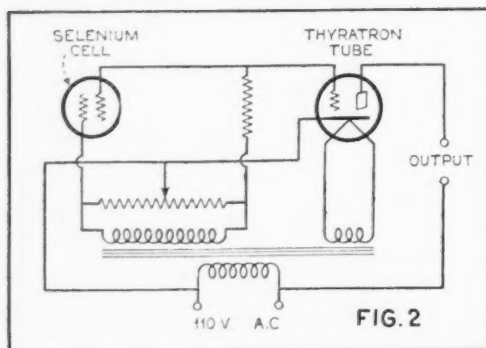 SELENIUM
CELL
THYRATRON
TUBE
OUTPUT
110 V. A.C
FIG. 2